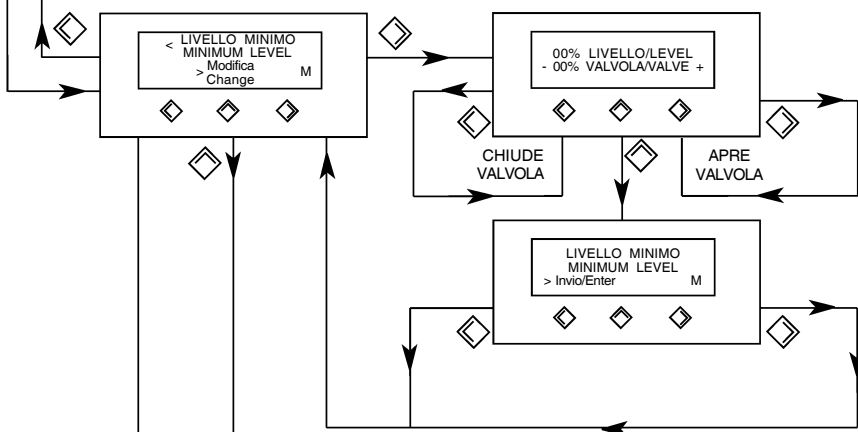 < LIVELLO MINIMO
MINIMUM LEVEL
Modifica
> Change M
00% LIVELLO/LEVEL
- 00% VALVOLA/VALVE +
CHIUDE
VALVOLA
APRE
VALVOLA
LIVELLO MINIMO
MINIMUM LEVEL
> Invio/Enter M